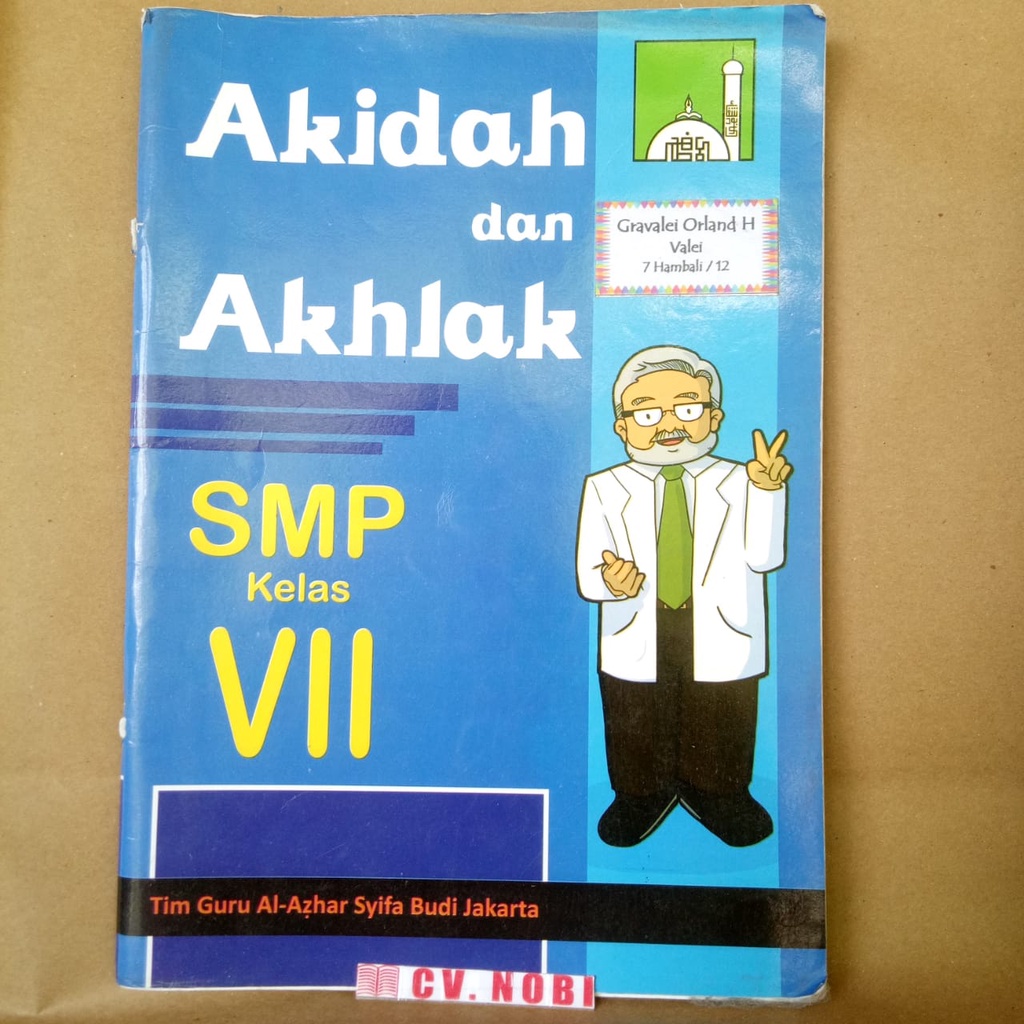 Akidah
dan
Akhlak
Gravalei Orland H
Valei
7 Hambali / 12
SMP
Kelas
VII
Tim Guru Al-Aẓhar Syifa Budi Jakarta
CV. NOBI